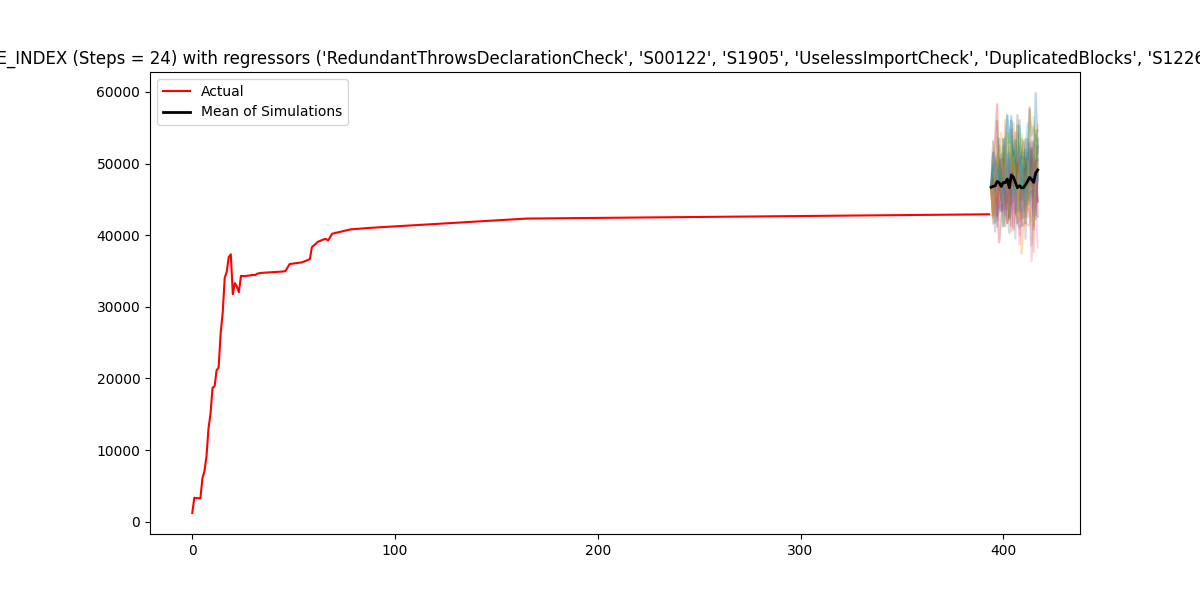 E_INDEX (Steps = 24) with regressors ('RedundantThrowsDeclarationCheck', 'S00122', 'S1905', 'UselessImportCheck', 'DuplicatedBlocks', 'S1226
Actual
Mean of Simulations
60000
50000
40000
30000
20000
10000
0
0 100 200 300 400